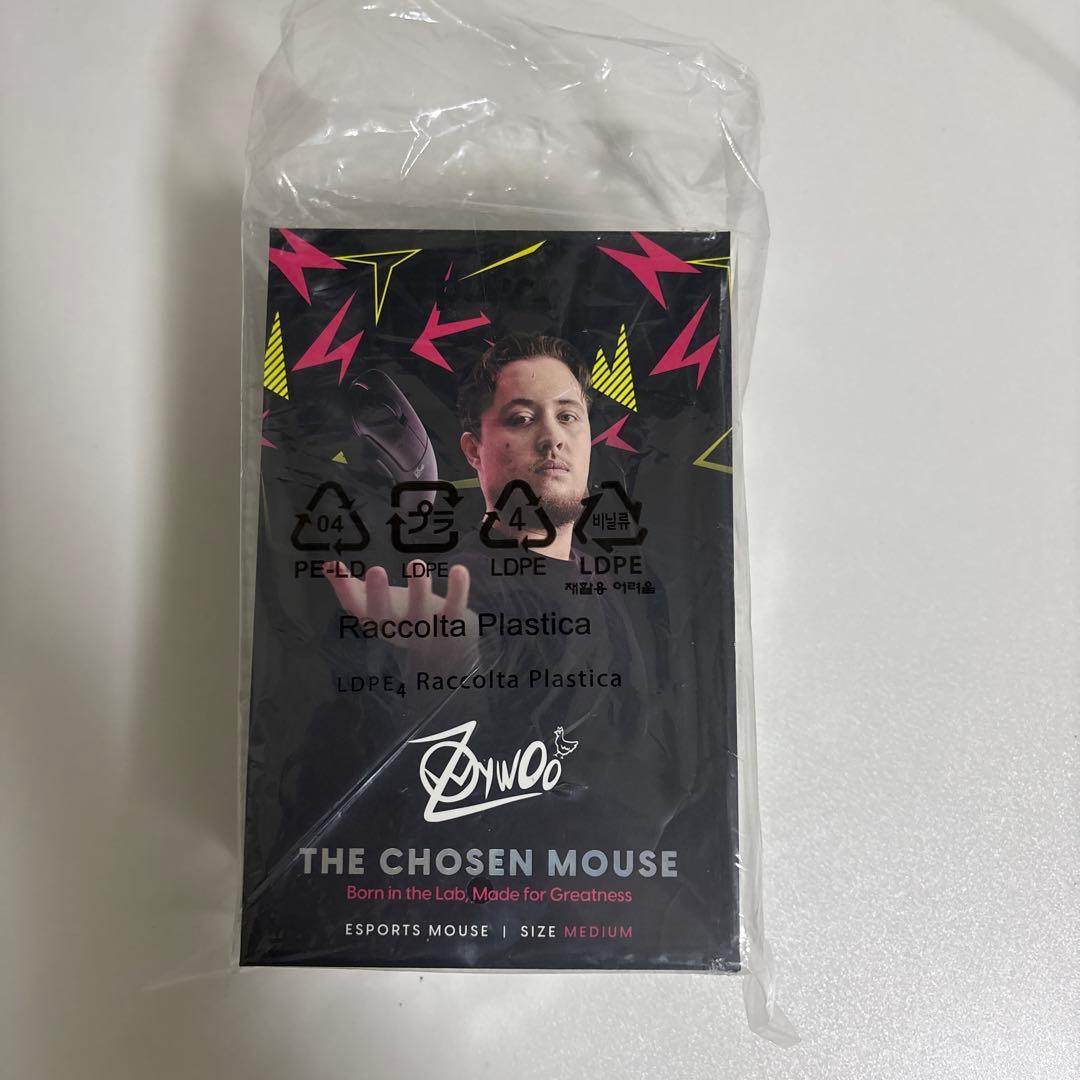 04
プラ
4
비닐류
PE-LD
LDPE
LDPE
LDPE
재활용 어려움
Raccolta Plastica
LDPE4 Raccolta Plastica
ZywOo
THE CHOSEN MOUSE
Born in the Lab, Made for Greatness
ESPORTS MOUSE | SIZE MEDIUM